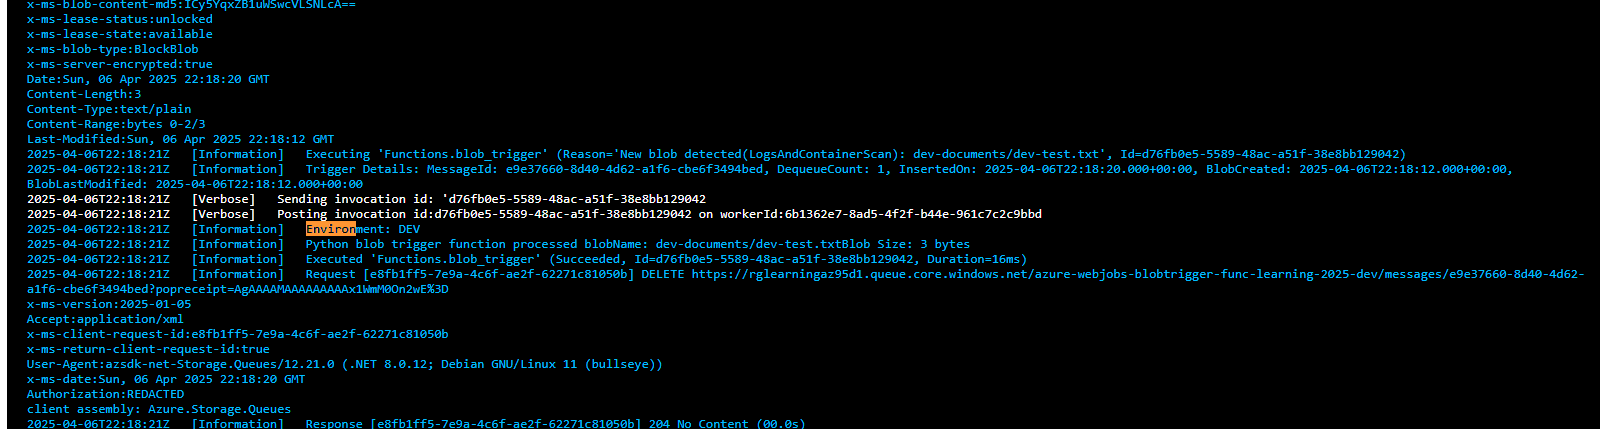 x-ms-blob-content-md5:ICy5YqxZB1uWSwcVLSNLcA==
x-ms-lease-status:unlocked
x-ms-lease-state:available
x-ms-blob-type:BlockBlob
x-ms-server-encrypted:true
Date:Sun, 06 Apr 2025 22:18:20 GMT
Content-Length:3
Content-Type:text/plain
Content-Range:bytes 0-2/3
Last-Modified:Sun, 06 Apr 2025 22:18:12 GMT
2025-04-06T22:18:21Z   [Information]   Executing 'Functions.blob_trigger' (Reason='New blob detected(LogsAndContainerScan): dev-documents/dev-test.txt', Id=d76fb0e5-5589-48ac-a51f-38e8bb129042)
2025-04-06T22:18:21Z   [Information]   Trigger Details: MessageId: e9e37660-8d40-4d62-a1f6-cbe6f3494bed, DequeueCount: 1, InsertedOn: 2025-04-06T22:18:20.000+00:00, BlobCreated: 2025-04-06T22:18:12.000+00:00,
BlobLastModified: 2025-04-06T22:18:12.000+00:00
2025-04-06T22:18:21Z   [Verbose]   Sending invocation id: 'd76fb0e5-5589-48ac-a51f-38e8bb129042
2025-04-06T22:18:21Z   [Verbose]   Posting invocation id:d76fb0e5-5589-48ac-a51f-38e8bb129042 on workerId:6b1362e7-8ad5-4f2f-b44e-961c7c2c9bbd
2025-04-06T22:18:21Z   [Information]   Environment: DEV
2025-04-06T22:18:21Z   [Information]   Python blob trigger function processed blobName: dev-documents/dev-test.txtBlob Size: 3 bytes
2025-04-06T22:18:21Z   [Information]   Executed 'Functions.blob_trigger' (Succeeded, Id=d76fb0e5-5589-48ac-a51f-38e8bb129042, Duration=16ms)
2025-04-06T22:18:21Z   [Information]   Request [e8fb1ff5-7e9a-4c6f-ae2f-62271c81050b] DELETE https://rglearningaz95d1.queue.core.windows.net/azure-webjobs-blobtrigger-func-learning-2025-dev/messages/e9e37660-8d40-4d62-
a1f6-cbe6f3494bed?popreceipt=AgAAAAMAAAAAAAAAx1WmM0On2wE%3D
x-ms-version:2025-01-05
Accept:application/xml
x-ms-client-request-id:e8fb1ff5-7e9a-4c6f-ae2f-62271c81050b
x-ms-return-client-request-id:true
User-Agent:azsdk-net-Storage.Queues/12.21.0 (.NET 8.0.12; Debian GNU/Linux 11 (bullseye))
x-ms-date:Sun, 06 Apr 2025 22:18:20 GMT
Authorization:REDACTED
client assembly: Azure.Storage.Queues
2025-04-06T22:18:21Z   [Information]   Response [e8fb1ff5-7e9a-4c6f-ae2f-62271c81050b] 204 No Content (00.0s)